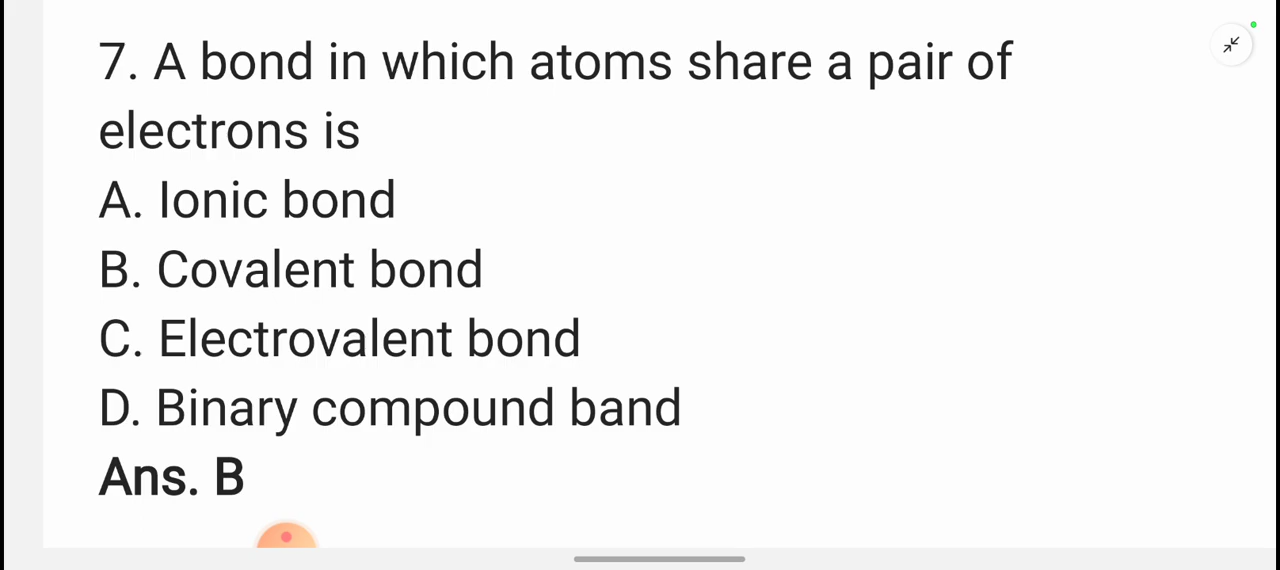 7. A bond in which atoms share a pair of
electrons is
A. Ionic bond
B. Covalent bond
C. Electrovalent bond
D. Binary compound band
Ans. B